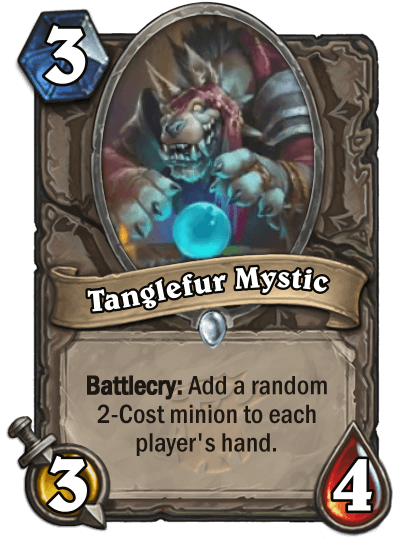 3
Tanglefur Mystic
Battlecry: Add a random
2-Cost minion to each
player's hand.
3
4